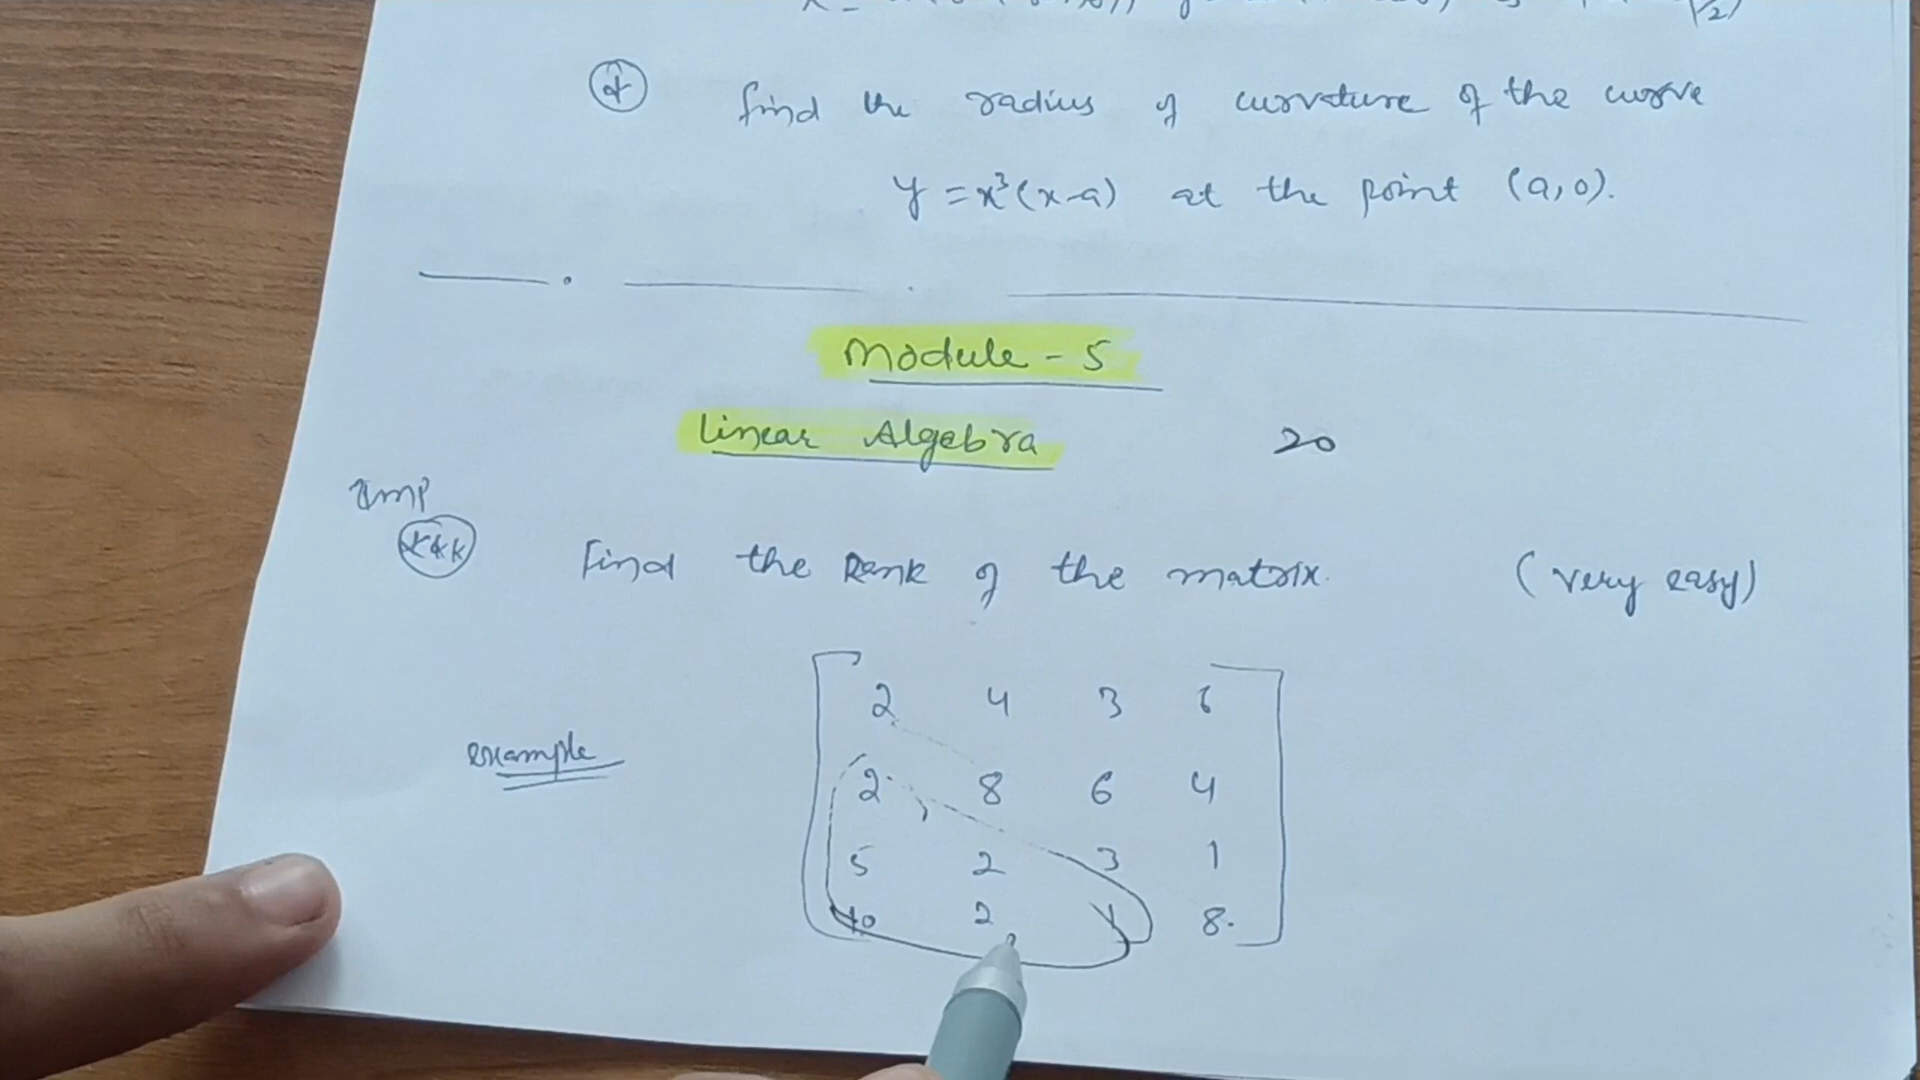 find the radius of curvature of the curve
y = x³(x-a) at the point (a,0).
Module - 5
Linear Algebra 20
Imp
Find the Rank of the matrix. (very easy)
example
2 4 3 6
2 8 6 4
5 2 3 1
10 2 1 8.